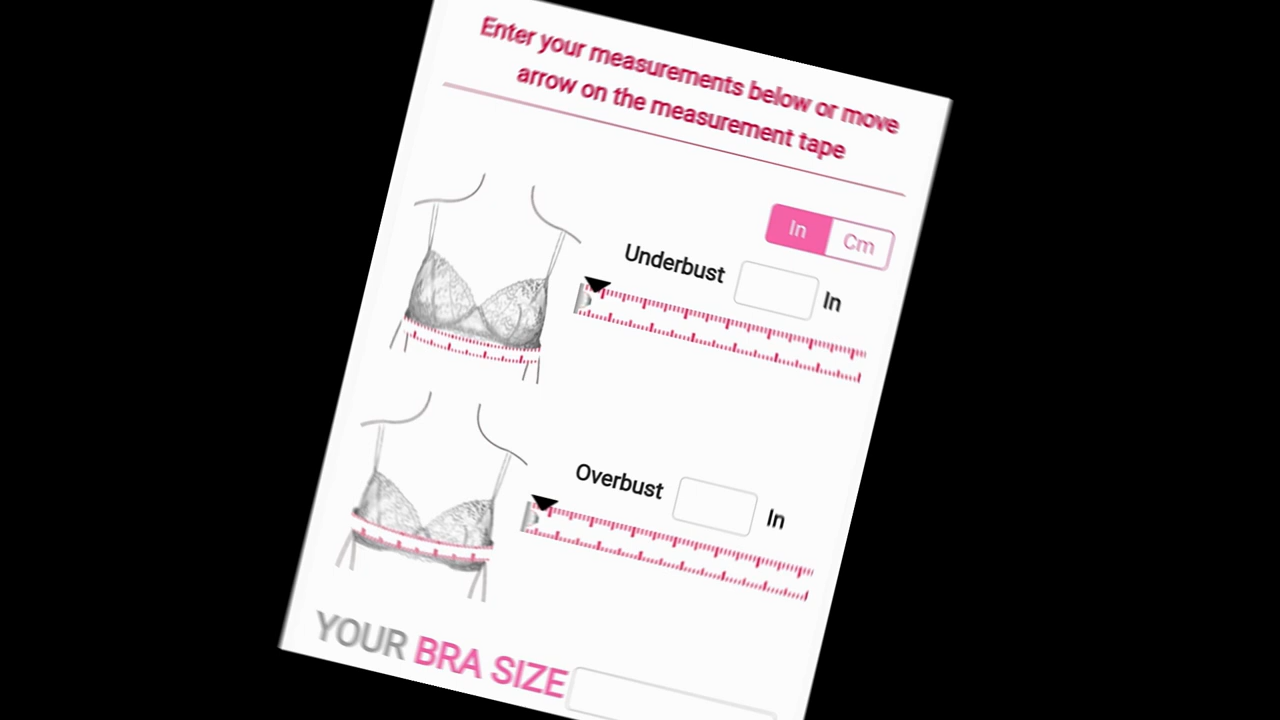 Enter your measurements below or move
arrow on the measurement tape
In Cm
Underbust In
Overbust In
YOUR BRA SIZE